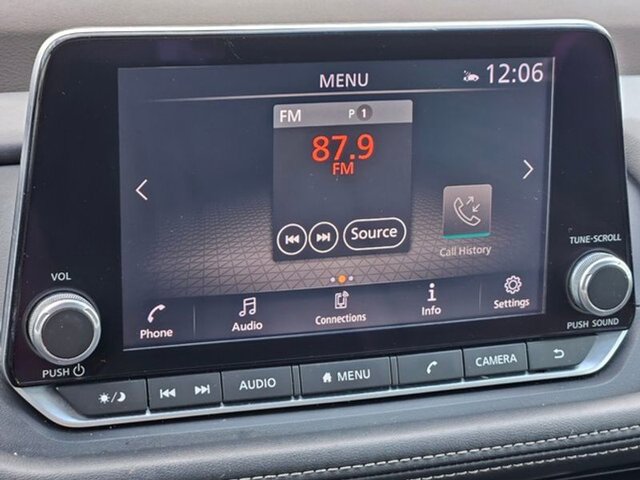 MENU
12:06
FM P 1
87.9
FM
Source
Call History
VOL
TUNE-SCROLL
Phone
Audio
Connections
Info
Settings
PUSH
PUSH SOUND
AUDIO
MENU
CAMERA